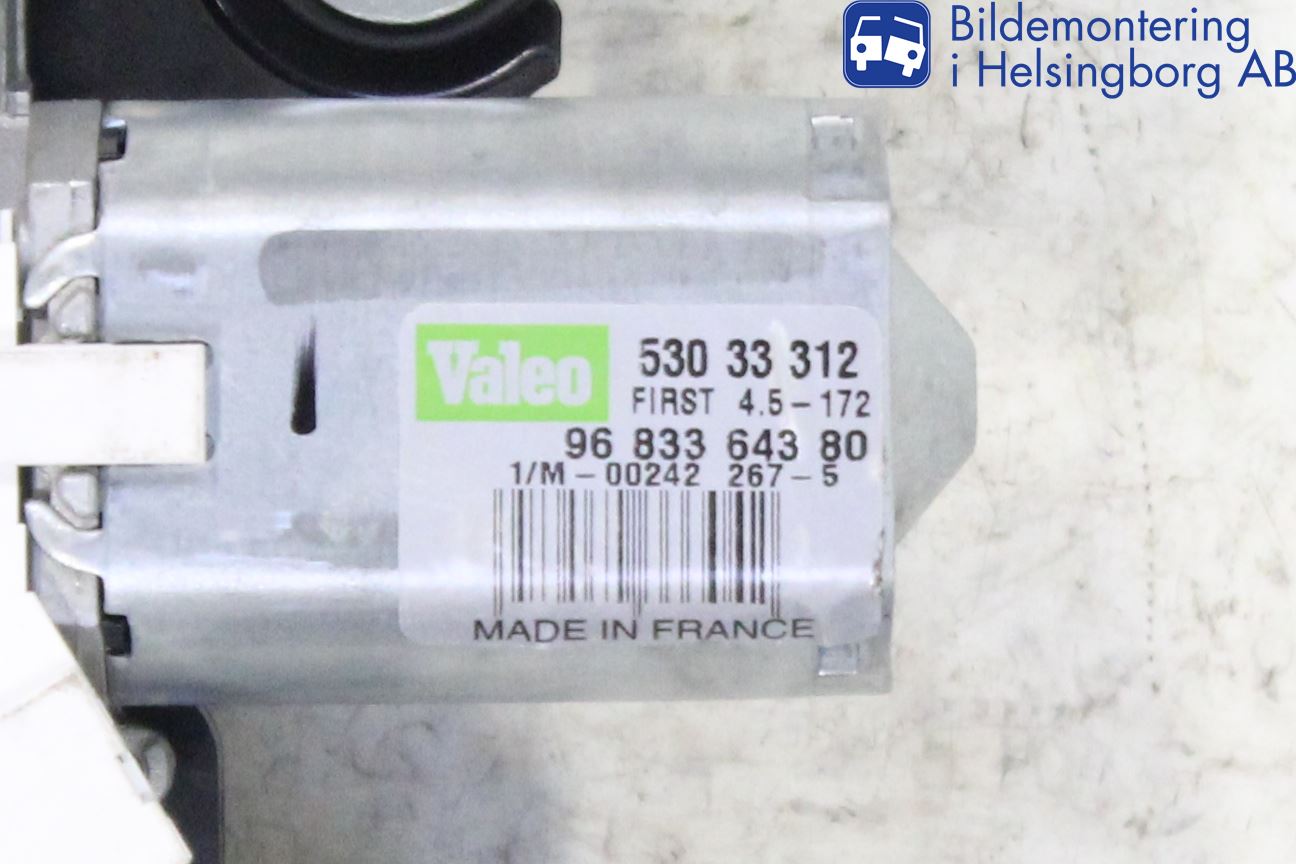 Bildemontering
i Helsingborg AB
Valeo
530 33 312
FIRST 4.5-172
96 833 643 80
1/M-00242 267-5
MADE IN FRANCE